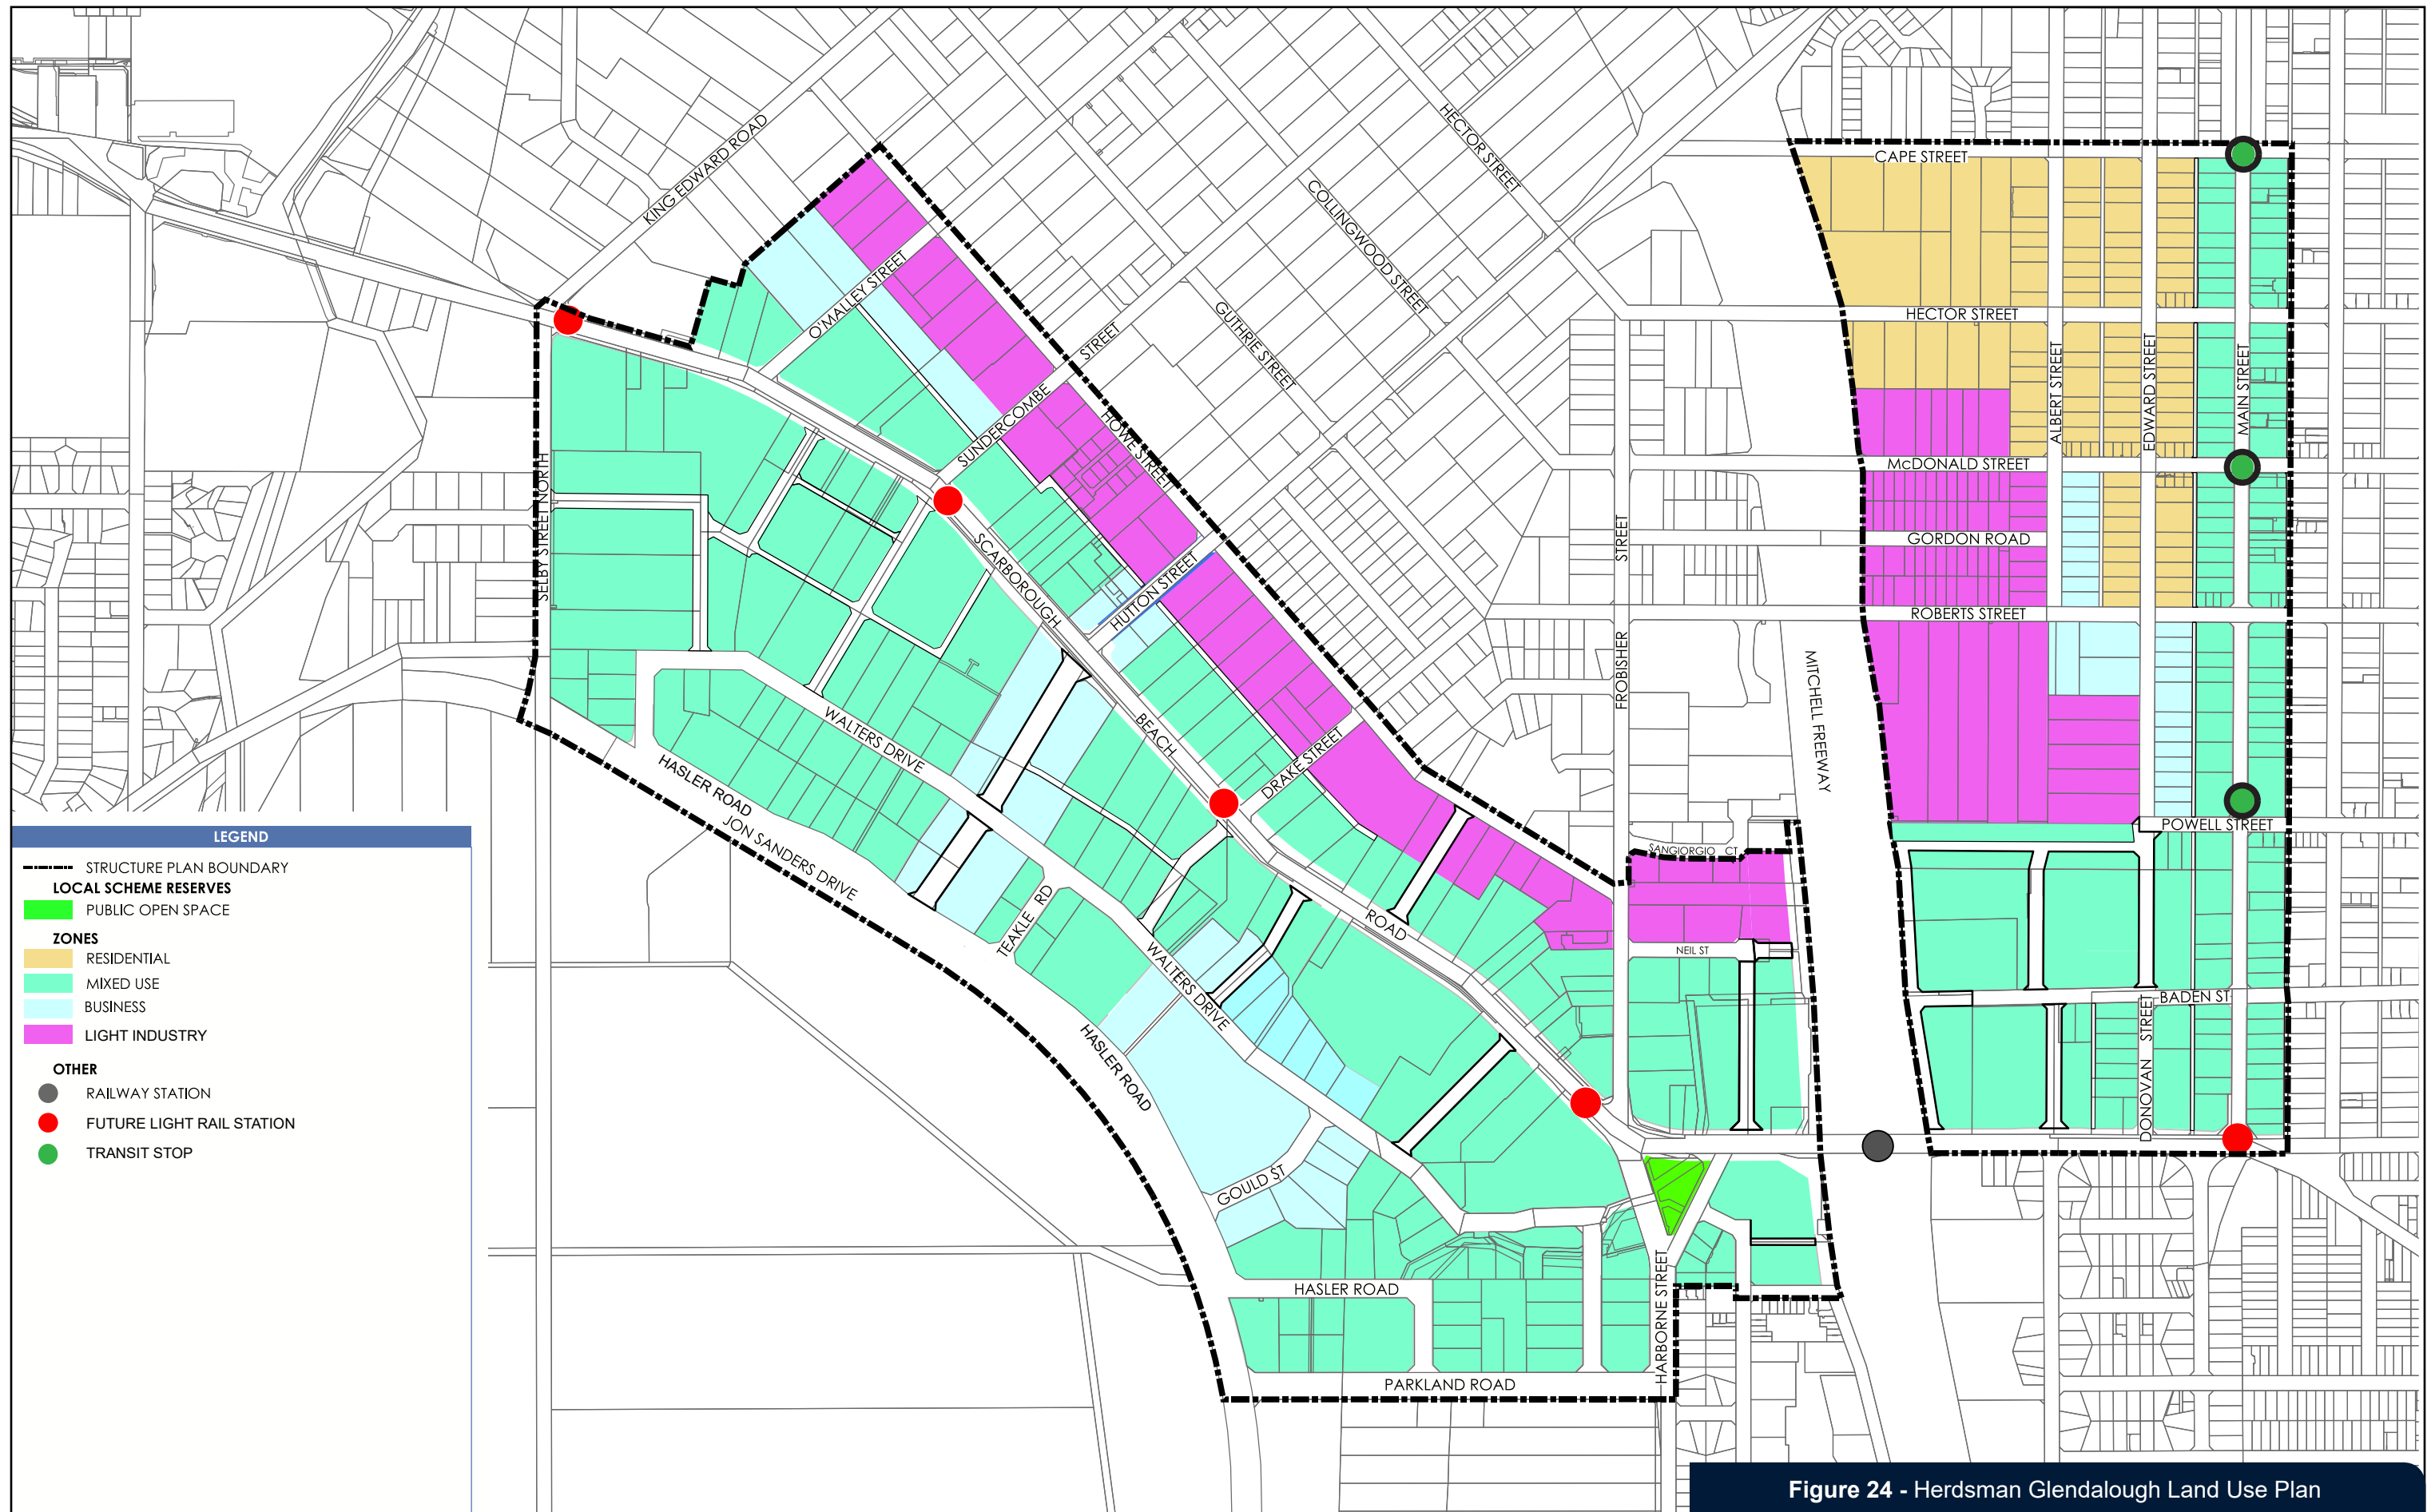 KING EDWARD ROAD
HECTOR STREET
COLLINGWOOD STREET
GUTHRIE STREET
O'MALLEY STREET
SUNDERCOMBE STREET
HOWE STREET
HUTTON STREET
SELBY STREET NORTH
SCARBOROUGH BEACH ROAD
DRAKE STREET
WALTERS DRIVE
HASLER ROAD
JON SANDERS DRIVE
TEAKLE RD
WALTERS DRIVE
HASLER ROAD
GOULD ST
HASLER ROAD
PARKLAND ROAD
HARBORNE STREET
FROBISHER STREET
SANGIORGIO CT
NEIL ST
MITCHELL FREEWAY
CAPE STREET
HECTOR STREET
ALBERT STREET
EDWARD STREET
MAIN STREET
McDONALD STREET
GORDON ROAD
ROBERTS STREET
POWELL STREET
BADEN ST
DONOVAN STREET
LEGEND
STRUCTURE PLAN BOUNDARY
LOCAL SCHEME RESERVES
PUBLIC OPEN SPACE
ZONES
RESIDENTIAL
MIXED USE
BUSINESS
LIGHT INDUSTRY
OTHER
RAILWAY STATION
FUTURE LIGHT RAIL STATION
TRANSIT STOP
Figure 24 - Herdsman Glendalough Land Use Plan